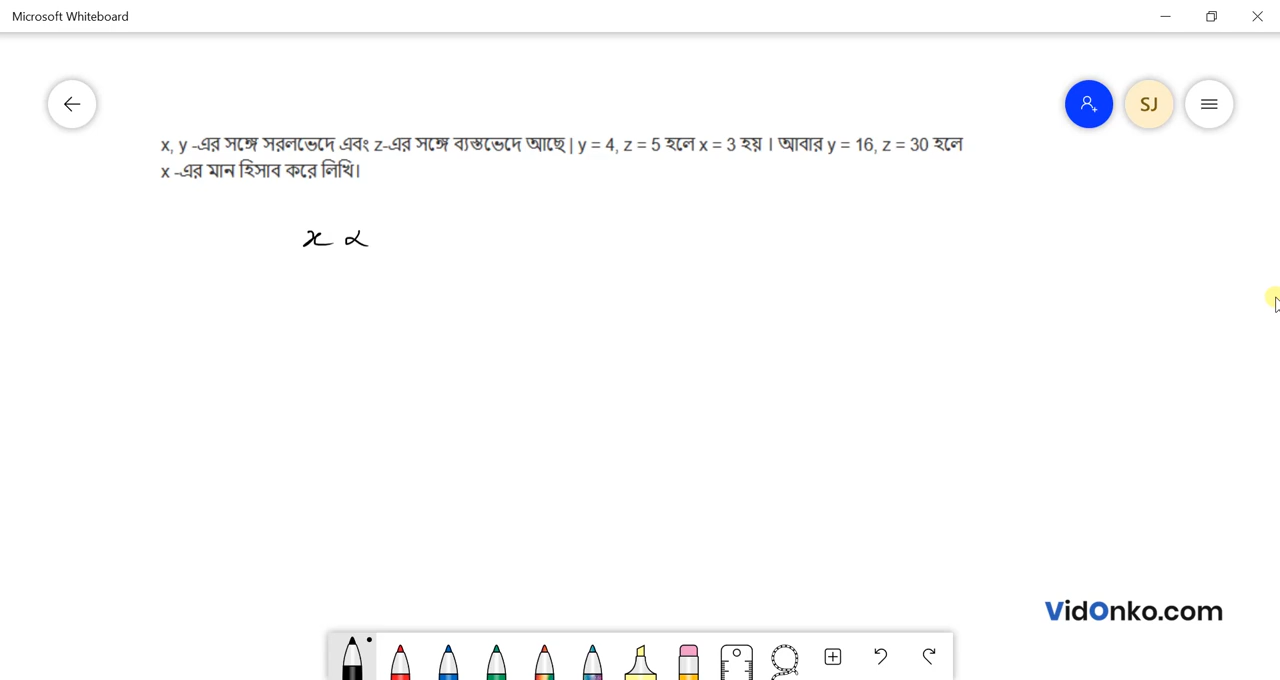 Microsoft Whiteboard
SJ
x, y -এর সঙ্গে সরলভেদে এবং z-এর সঙ্গে ব্যস্তভেদে আছে | y = 4, z = 5 হলে x = 3 হয় । আবার y = 16, z = 30 হলে
x -এর মান হিসাব করে লিখি।
x ∝
VidOnko.com